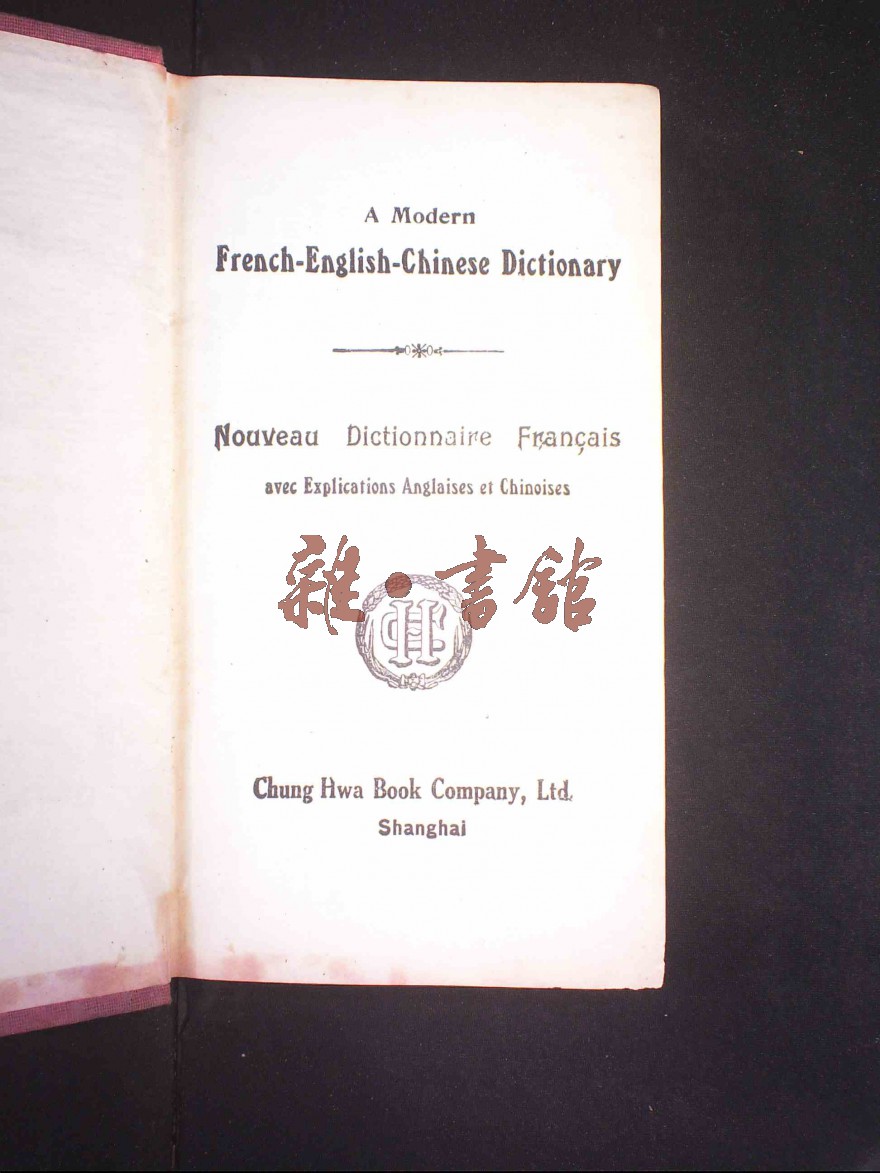 A Modern
French-English-Chinese Dictionary
Nouveau Dictionnaire Français
avec Explications Anglaises et Chinoises
雜·書館
Chung Hwa Book Company, Ltd.
Shanghai